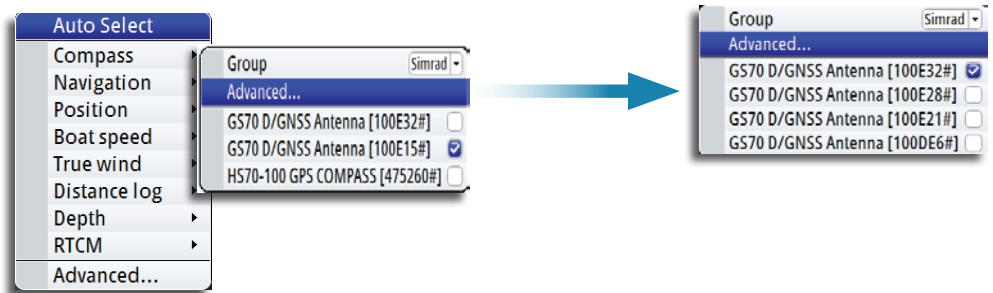 Auto Select
Compass
Navigation
Position
Boat speed
True wind
Distance log
Depth
RTCM
Advanced...
Group Simrad
Advanced...
GS70 D/GNSS Antenna [100E32#]
GS70 D/GNSS Antenna [100E15#]
HS70-100 GPS COMPASS [475260#]
Group Simrad
Advanced...
GS70 D/GNSS Antenna [100E32#]
GS70 D/GNSS Antenna [100E28#]
GS70 D/GNSS Antenna [100E21#]
GS70 D/GNSS Antenna [100DE6#]